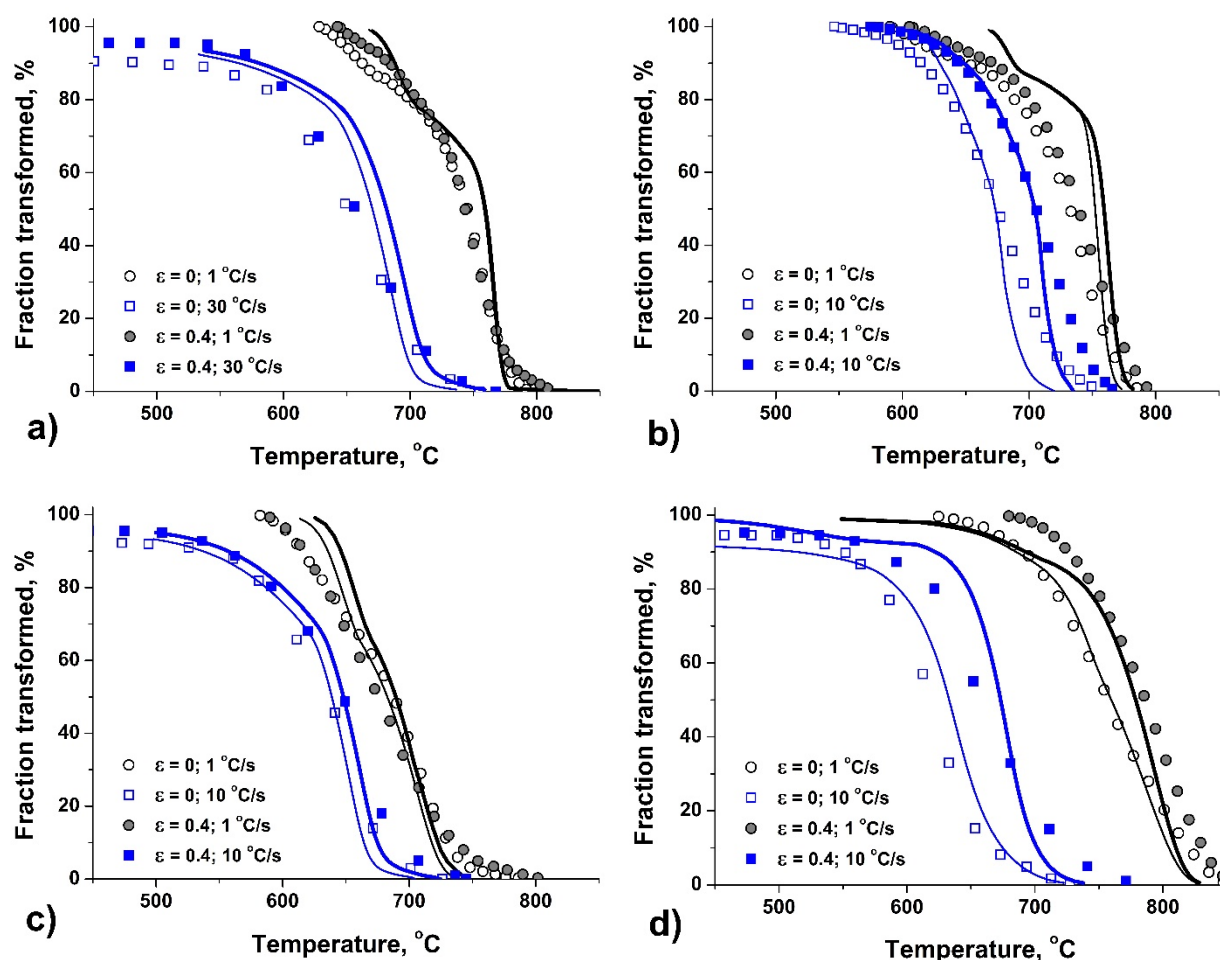 Fraction transformed, %
100
80
60
40
20
0
ε = 0; 1 °C/s
ε = 0; 30 °C/s
ε = 0.4; 1 °C/s
ε = 0.4; 30 °C/s
500 600 700 800
a)
Temperature, °C
Fraction transformed, %
100
80
60
40
20
0
ε = 0; 1 °C/s
ε = 0; 10 °C/s
ε = 0.4; 1 °C/s
ε = 0.4; 10 °C/s
500 600 700 800
b)
Temperature, °C
Fraction transformed, %
100
80
60
40
20
0
ε = 0; 1 °C/s
ε = 0; 10 °C/s
ε = 0.4; 1 °C/s
ε = 0.4; 10 °C/s
500 600 700 800
c)
Temperature, °C
Fraction transformed, %
100
80
60
40
20
0
ε = 0; 1 °C/s
ε = 0; 10 °C/s
ε = 0.4; 1 °C/s
ε = 0.4; 10 °C/s
500 600 700 800
d)
Temperature, °C